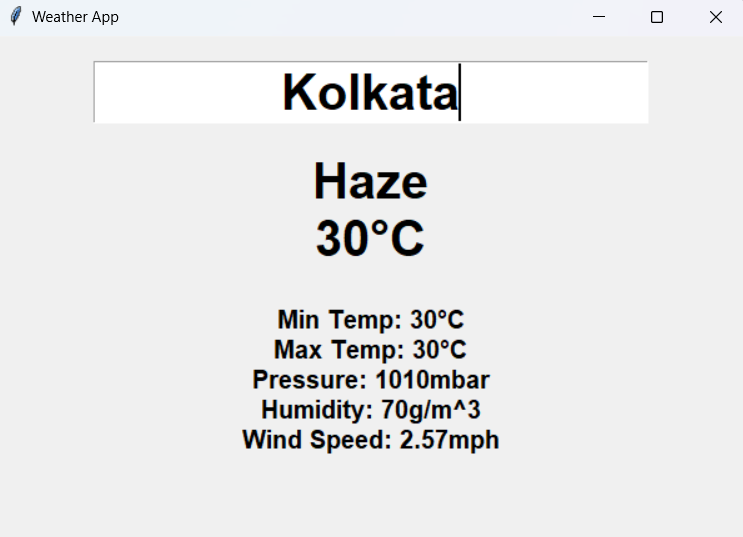 Weather App
Kolkata
Haze
30°C
Min Temp: 30°C
Max Temp: 30°C
Pressure: 1010mbar
Humidity: 70g/m^3
Wind Speed: 2.57mph